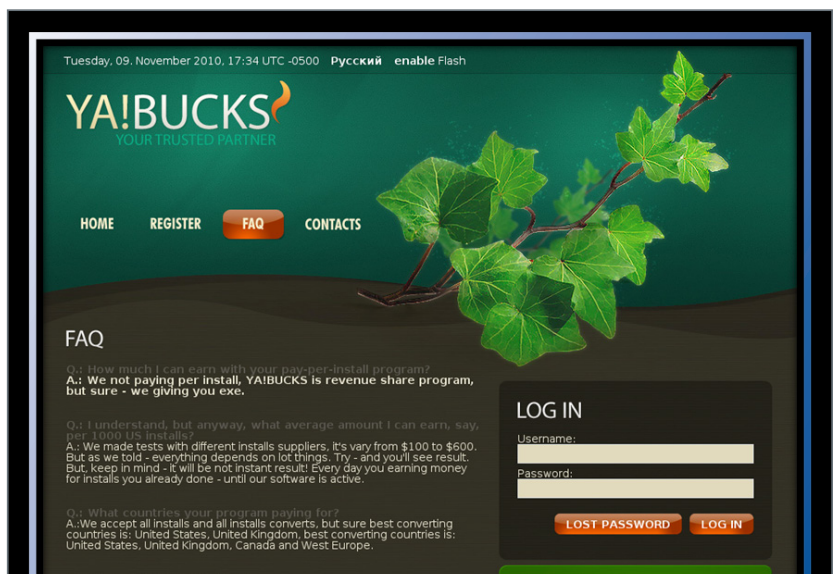 Tuesday, 09. November 2010, 17:34 UTC -0500 Русский enable Flash
YA!BUCKS
YOUR TRUSTED PARTNER
HOME REGISTER FAQ CONTACTS
FAQ
Q.: How much I can earn with your pay-per-install program?
A.: We not paying per install, YA!BUCKS is revenue share program,
but sure - we giving you exe.
Q.: I understand, but anyway, what average amount I can earn, say,
per 1000 US installs?
A.: We made tests with different installs suppliers, it's vary from $100 to $600.
But as we told - everything depends on lot things. Try - and you'll see result.
But, keep in mind - it will be not instant result! Every day you earning money
for installs you already done - until our software is active.
Q.: What countries your program paying for?
A.:We accept all installs and all installs converts, but sure best converting
countries is: United States, United Kingdom, best converting countries is:
United States, United Kingdom, Canada and West Europe.
LOG IN
Username:
Password:
LOST PASSWORD LOG IN